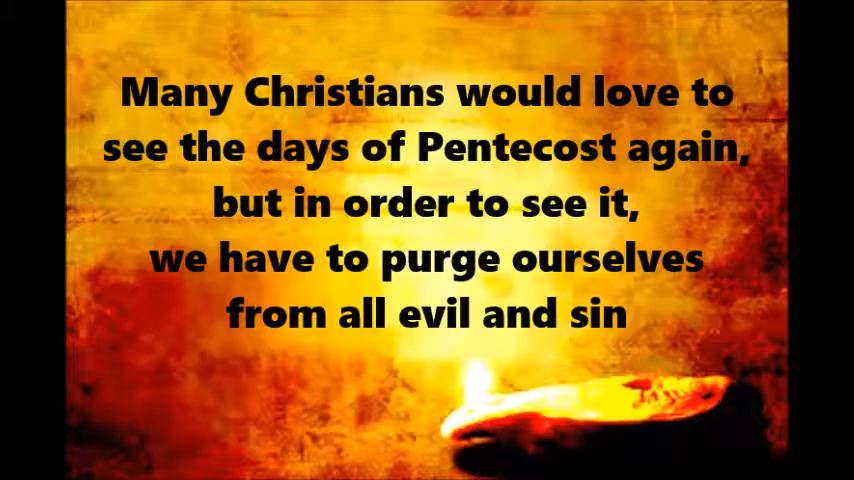 Many Christians would love to
see the days of Pentecost again,
but in order to see it,
we have to purge ourselves
from all evil and sin